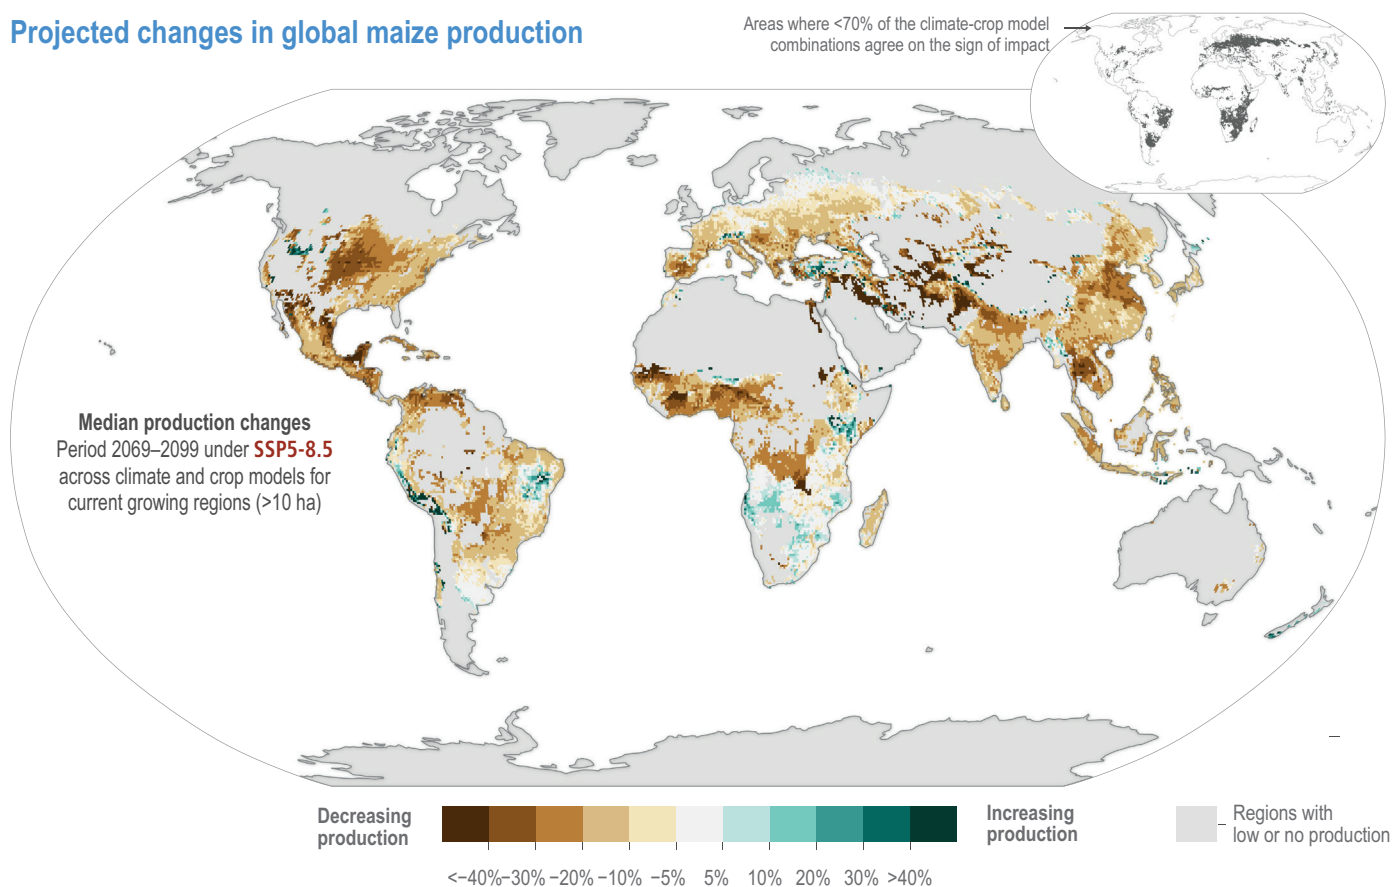 Projected changes in global maize production
Areas where <70% of the climate-crop model
combinations agree on the sign of impact
Median production changes
Period 2069–2099 under SSP5-8.5
across climate and crop models for
current growing regions (>10 ha)
Decreasing
production
<−40% −30% −20% −10% −5% 5% 10% 20% 30% >40%
Increasing
production
Regions with
low or no production